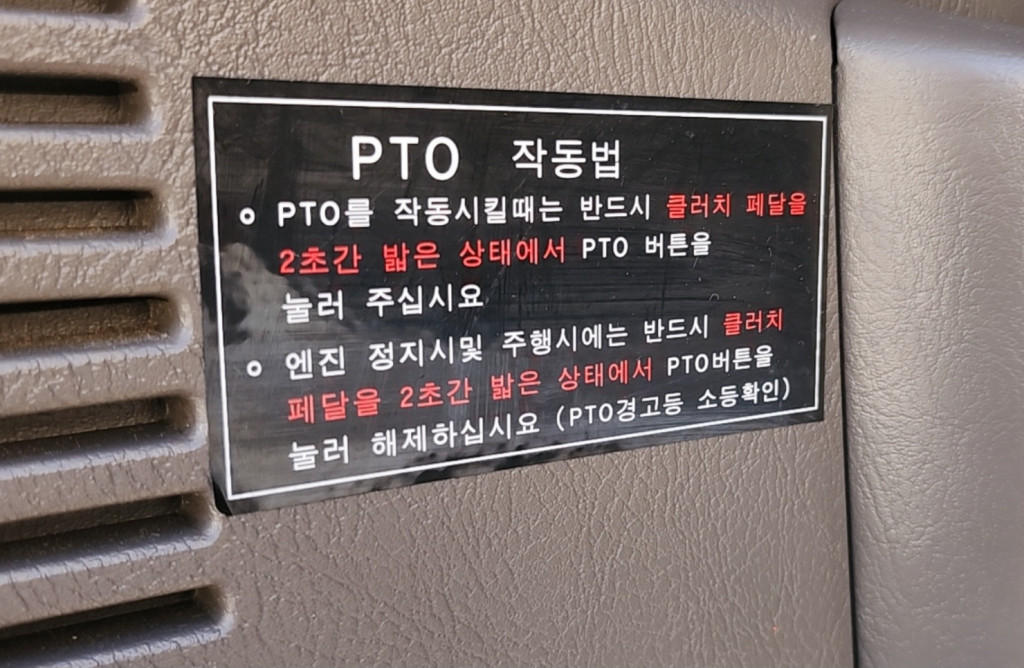 PTO 작동법
o PTO를 작동시킬때는 반드시 클러치 페달을
2초간 밟은 상태에서 PTO 버튼을
눌러 주십시요
o 엔진 정지시및 주행시에는 반드시 클러치
페달을 2초간 밟은 상태에서 PTO버튼을
눌러 해제하십시요 (PTO경고등 소등확인)